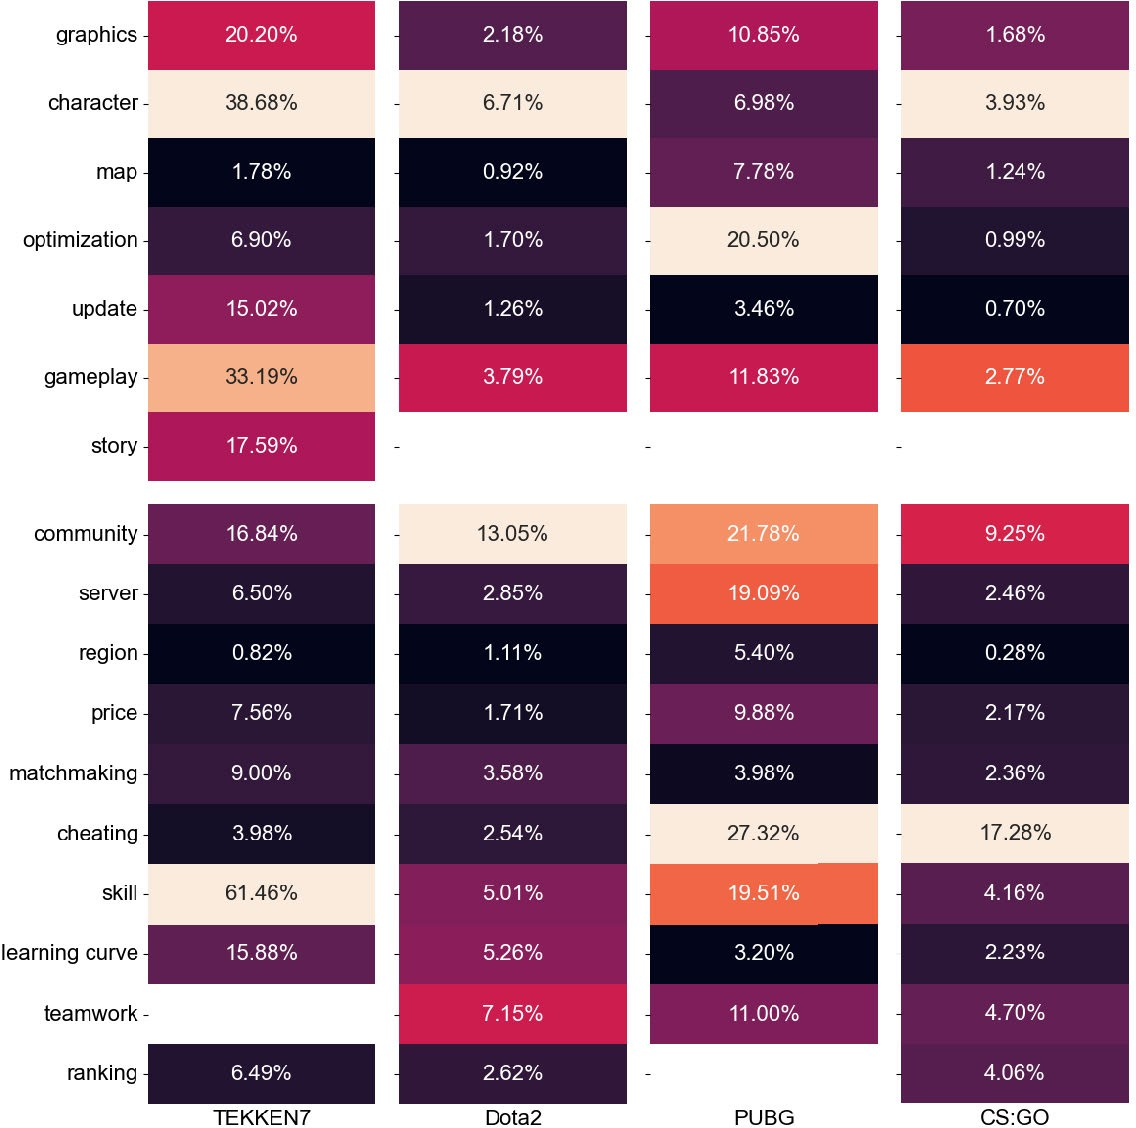 graphics 20.20% 2.18% 10.85% 1.68%
character 38.68% 6.71% 6.98% 3.93%
map 1.78% 0.92% 7.78% 1.24%
optimization 6.90% 1.70% 20.50% 0.99%
update 15.02% 1.26% 3.46% 0.70%
gameplay 33.19% 3.79% 11.83% 2.77%
story 17.59%
community 16.84% 13.05% 21.78% 9.25%
server 6.50% 2.85% 19.09% 2.46%
region 0.82% 1.11% 5.40% 0.28%
price 7.56% 1.71% 9.88% 2.17%
matchmaking 9.00% 3.58% 3.98% 2.36%
cheating 3.98% 2.54% 27.32% 17.28%
skill 61.46% 5.01% 19.51% 4.16%
learning curve 15.88% 5.26% 3.20% 2.23%
teamwork 7.15% 11.00% 4.70%
ranking 6.49% 2.62% 4.06%
TEKKEN7 Dota2 PUBG CS:GO